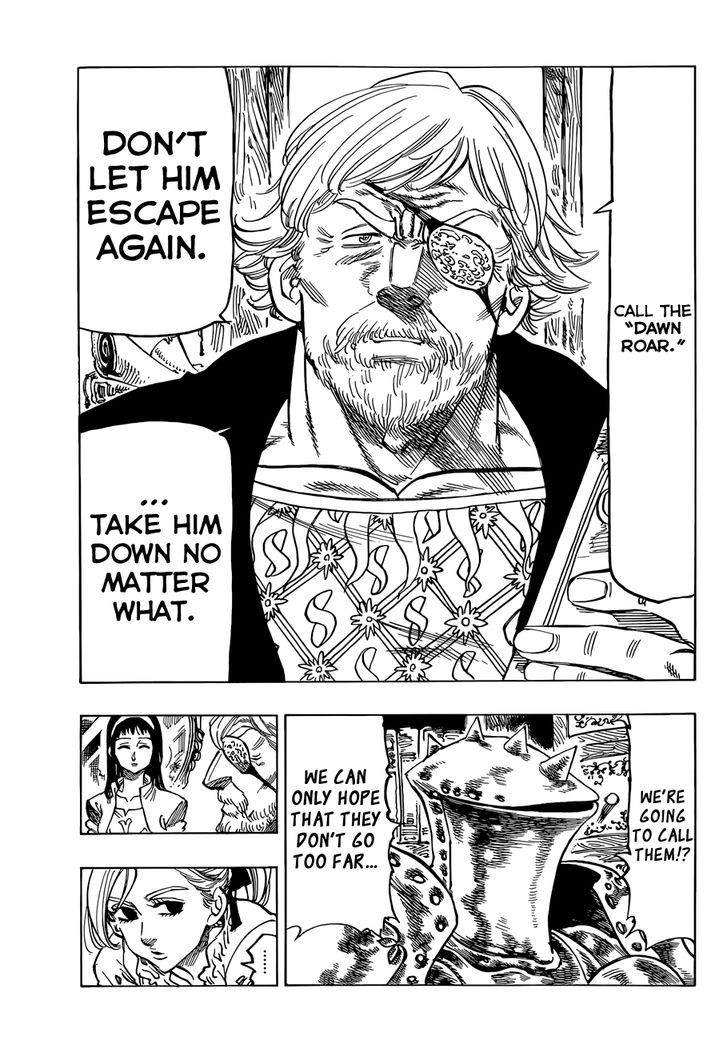 CALL THE
"DAWN
ROAR."
DON'T
LET HIM
ESCAPE
AGAIN.
...
TAKE HIM
DOWN NO
MATTER
WHAT.
WE'RE
GOING
TO CALL
THEM!?
WE CAN
ONLY HOPE
THAT THEY
DON'T GO
TOO FAR...
......